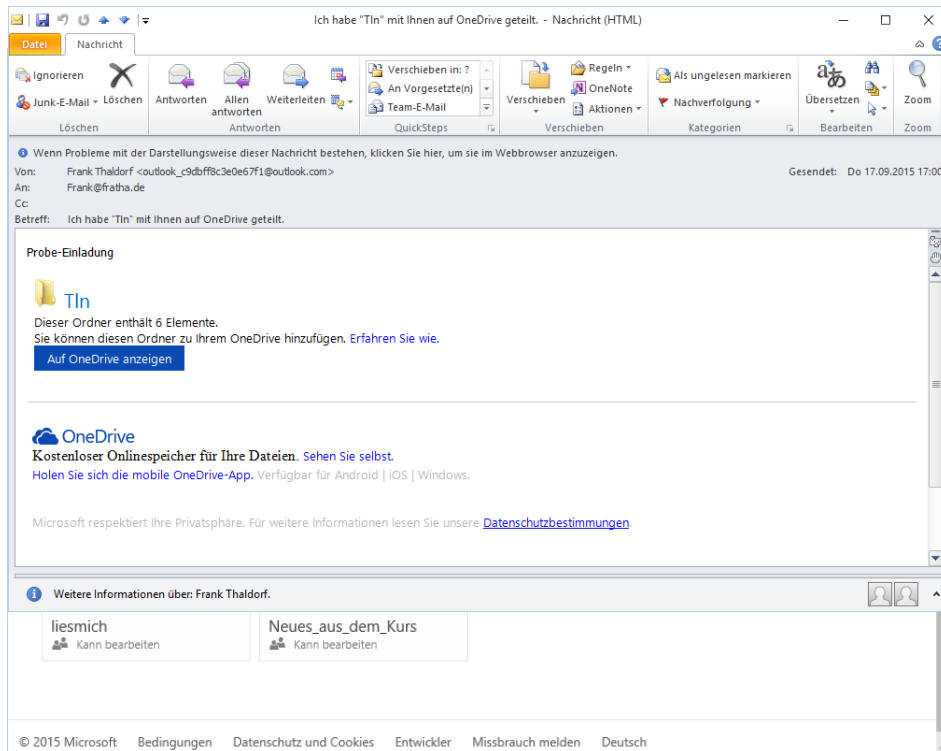 Ich habe "TIn" mit Ihnen auf OneDrive geteilt. - Nachricht (HTML)
Datei Nachricht
Ignorieren
Junk-E-Mail
Löschen
Löschen
Antworten
Allen antworten
Weiterleiten
Antworten
Verschieben in: ?
An Vorgesetzte(n)
Team-E-Mail
QuickSteps
Verschieben
Regeln
OneNote
Aktionen
Verschieben
Als ungelesen markieren
Nachverfolgung
Kategorien
Übersetzen
Bearbeiten
Zoom
Zoom
Wenn Probleme mit der Darstellungsweise dieser Nachricht bestehen, klicken Sie hier, um sie im Webbrowser anzuzeigen.
Von: Frank Thaldorf <outlook_c9dbff8c3e0e67f1@outlook.com> Gesendet: Do 17.09.2015 17:00
An: Frank@fratha.de
Cc:
Betreff: Ich habe "TIn" mit Ihnen auf OneDrive geteilt.
Probe-Einladung
TIn
Dieser Ordner enthält 6 Elemente.
Sie können diesen Ordner zu Ihrem OneDrive hinzufügen. Erfahren Sie wie.
Auf OneDrive anzeigen
OneDrive
Kostenloser Onlinespeicher für Ihre Dateien. Sehen Sie selbst.
Holen Sie sich die mobile OneDrive-App. Verfügbar für Android | iOS | Windows.
Microsoft respektiert Ihre Privatsphäre. Für weitere Informationen lesen Sie unsere Datenschutzbestimmungen.
Weitere Informationen über: Frank Thaldorf.
liesmich Neues_aus_dem_Kurs
Kann bearbeiten Kann bearbeiten
© 2015 Microsoft Bedingungen Datenschutz und Cookies Entwickler Missbrauch melden Deutsch